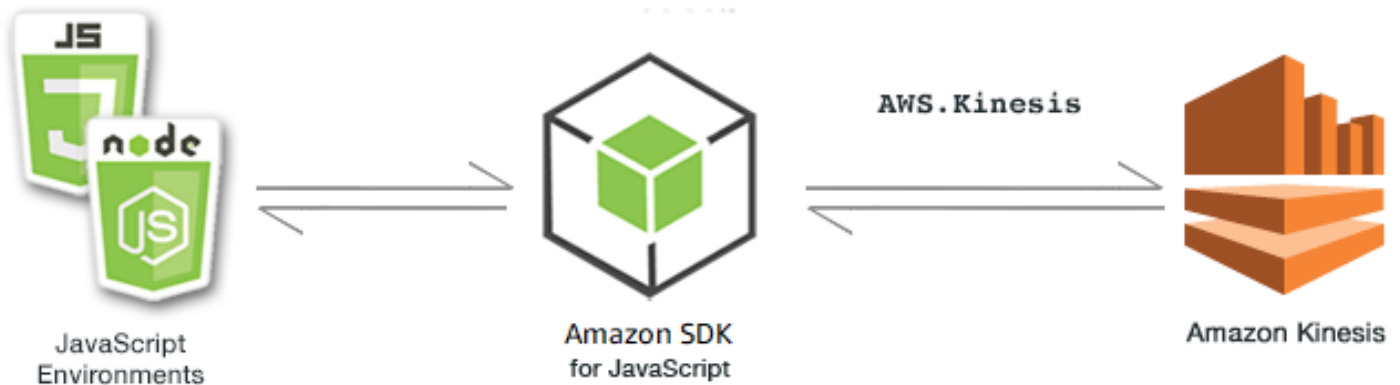 JS
node
JS
AWS.Kinesis
JavaScript
Environments
Amazon SDK
for JavaScript
Amazon Kinesis